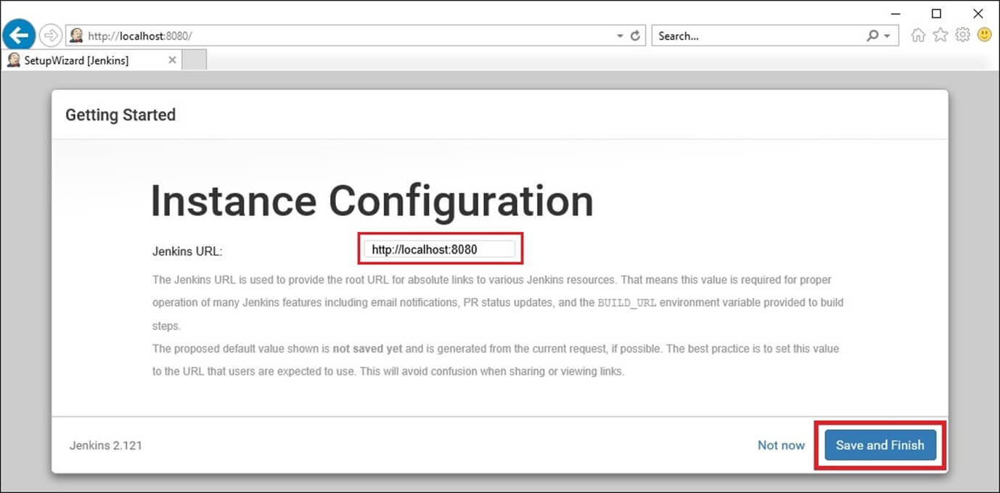 http://localhost:8080/
Search...
SetupWizard [Jenkins]
Getting Started
Instance Configuration
Jenkins URL:
http://localhost:8080
The Jenkins URL is used to provide the root URL for absolute links to various Jenkins resources. That means this value is required for proper
operation of many Jenkins features including email notifications, PR status updates, and the BUILD_URL environment variable provided to build
steps.
The proposed default value shown is not saved yet and is generated from the current request, if possible. The best practice is to set this value
to the URL that users are expected to use. This will avoid confusion when sharing or viewing links.
Jenkins 2.121
Not now
Save and Finish